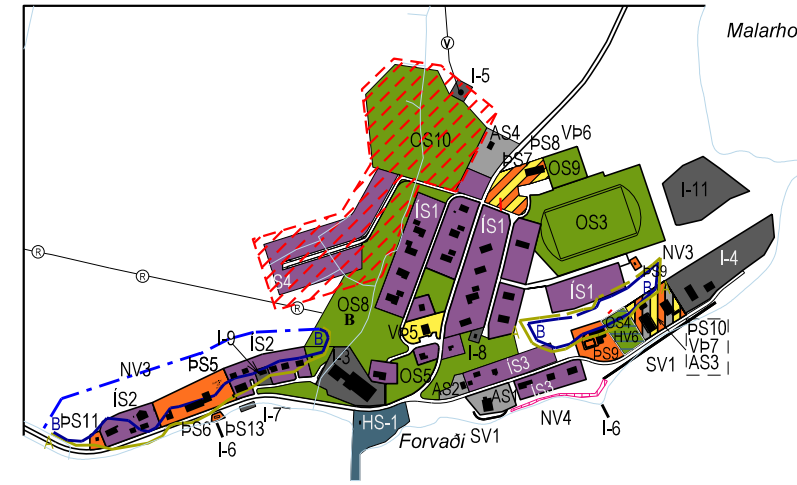 Malarho
V
I-5
OS10
AS4
ÞS8
VÞ6
ÞS7
OS9
I-11
ÍS1
ÍS1
OS3
R
S4
R
R
NV3
ÞS9
B
I-4
ÍS1
OS8
B
VÞ5
A
B
OS4
HV6
I-9
ÍS2
B
I-3
I-8
ÞS9
ÞS10
VÞ7
AS3
SV1
NV3
ÞS5
OS5
ÍS3
AS2
AS1
ÍS3
ÍS2
ÞS11
B
A
A
ÞS6
ÞS13
I-7
I-6
HS-1
Forvaði
SV1
NV4
I-6